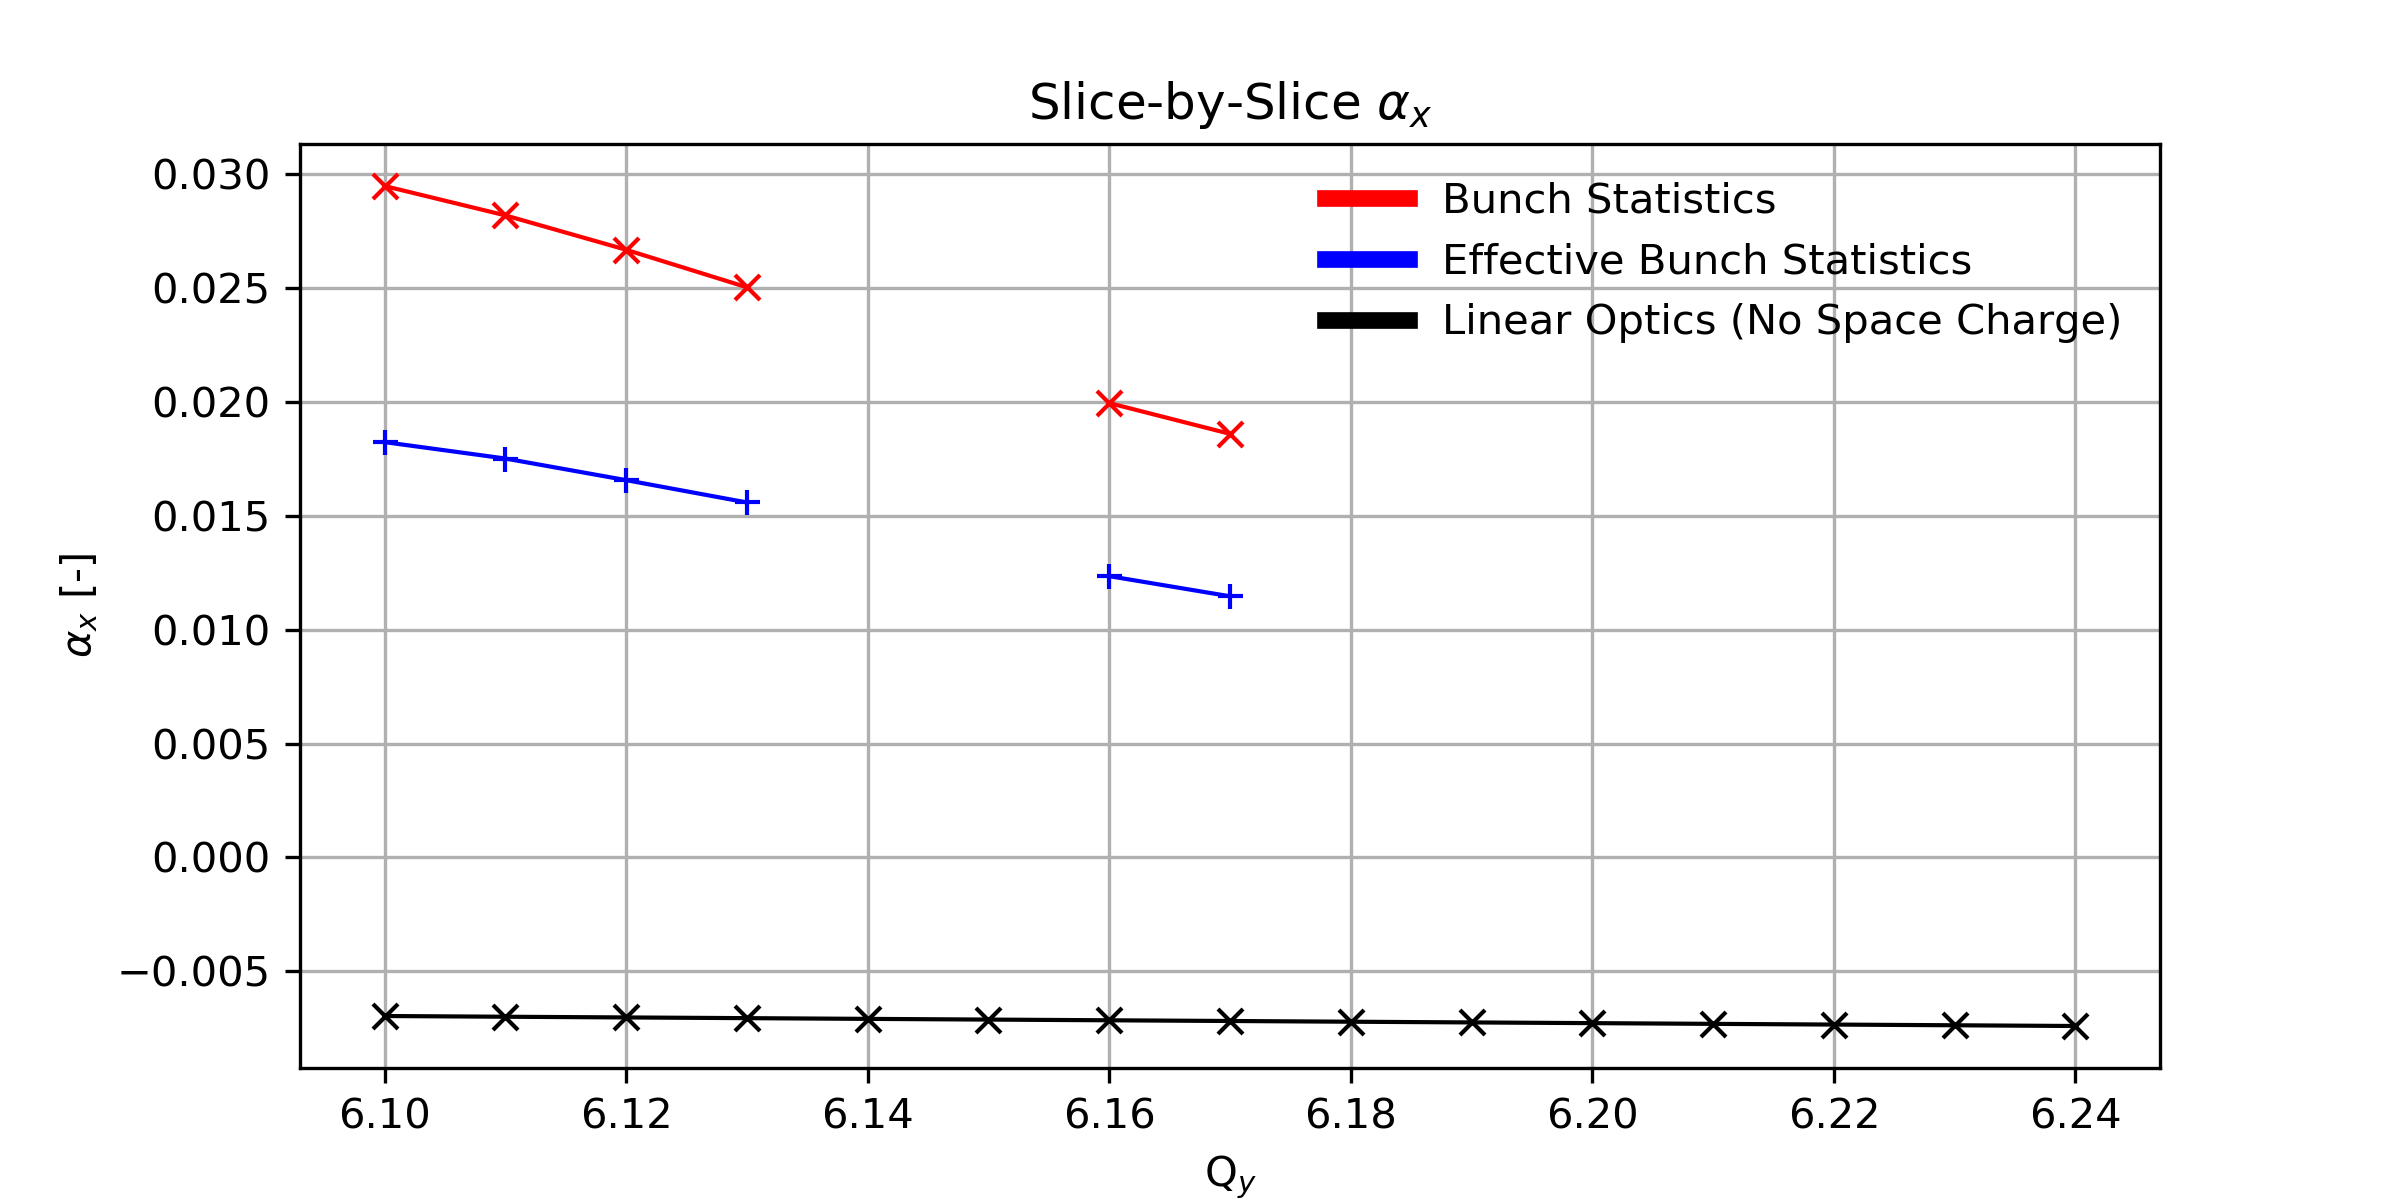 Slice-by-Slice αx
0.030
0.025
0.020
0.015
0.010
0.005
0.000
−0.005
αx [-]
Bunch Statistics
Effective Bunch Statistics
Linear Optics (No Space Charge)
6.10 6.12 6.14 6.16 6.18 6.20 6.22 6.24
Qy